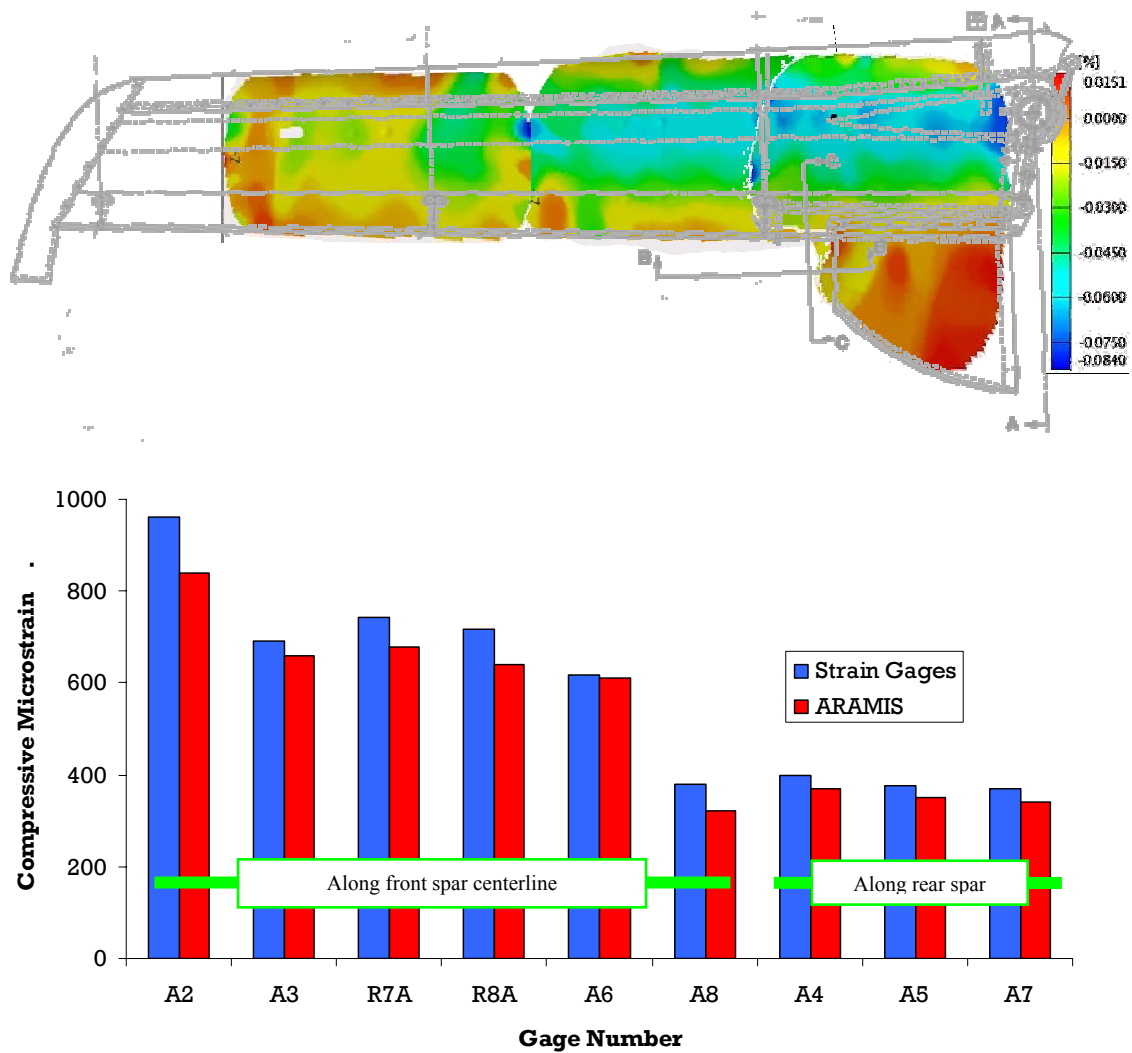 A
[%]
0.0151
0.0000
-0.0150
-0.0300
-0.0450
-0.0600
-0.0750
-0.0840
Z
C
Z
B
B
C
A
Compressive Microstrain .
1000
800
600
400
200
0
Strain Gages
ARAMIS
Along front spar centerline
Along rear spar
A2 A3 R7A R8A A6 A8 A4 A5 A7
Gage Number